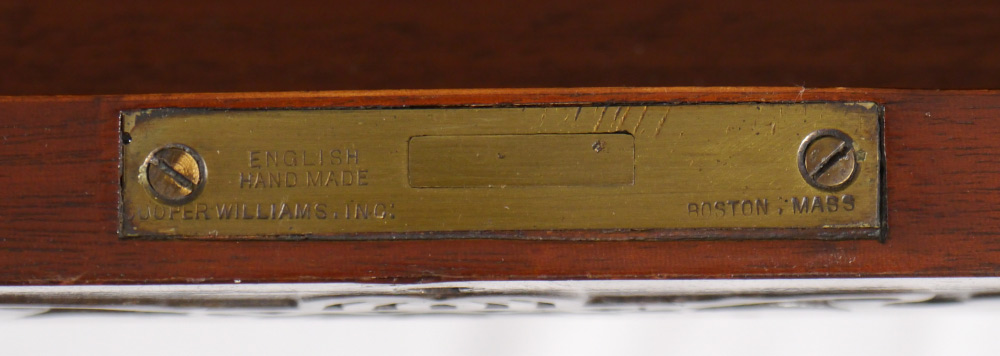 ENGLISH
HAND MADE
WILLIAMS, INC.
BOSTON, MASS